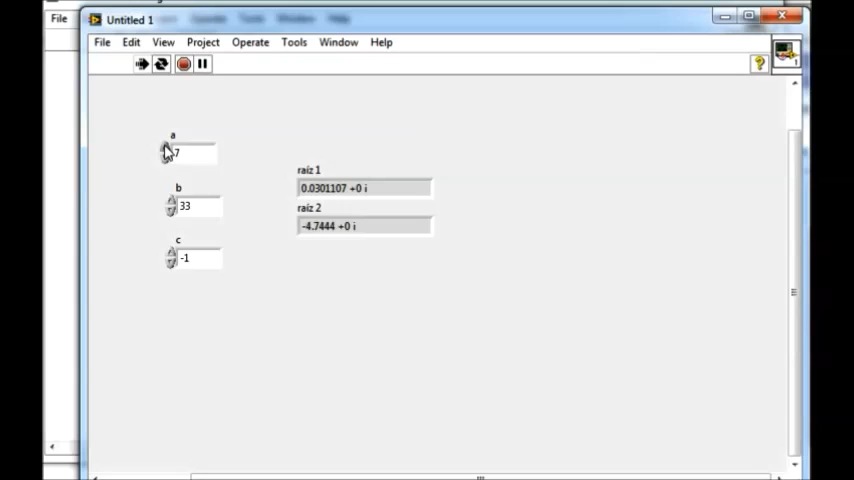 File
Untitled 1
File Edit View Project Operate Tools Window Help
a
7
b
33
c
-1
raíz 1
0.0301107 +0 i
raíz 2
-4.7444 +0 i